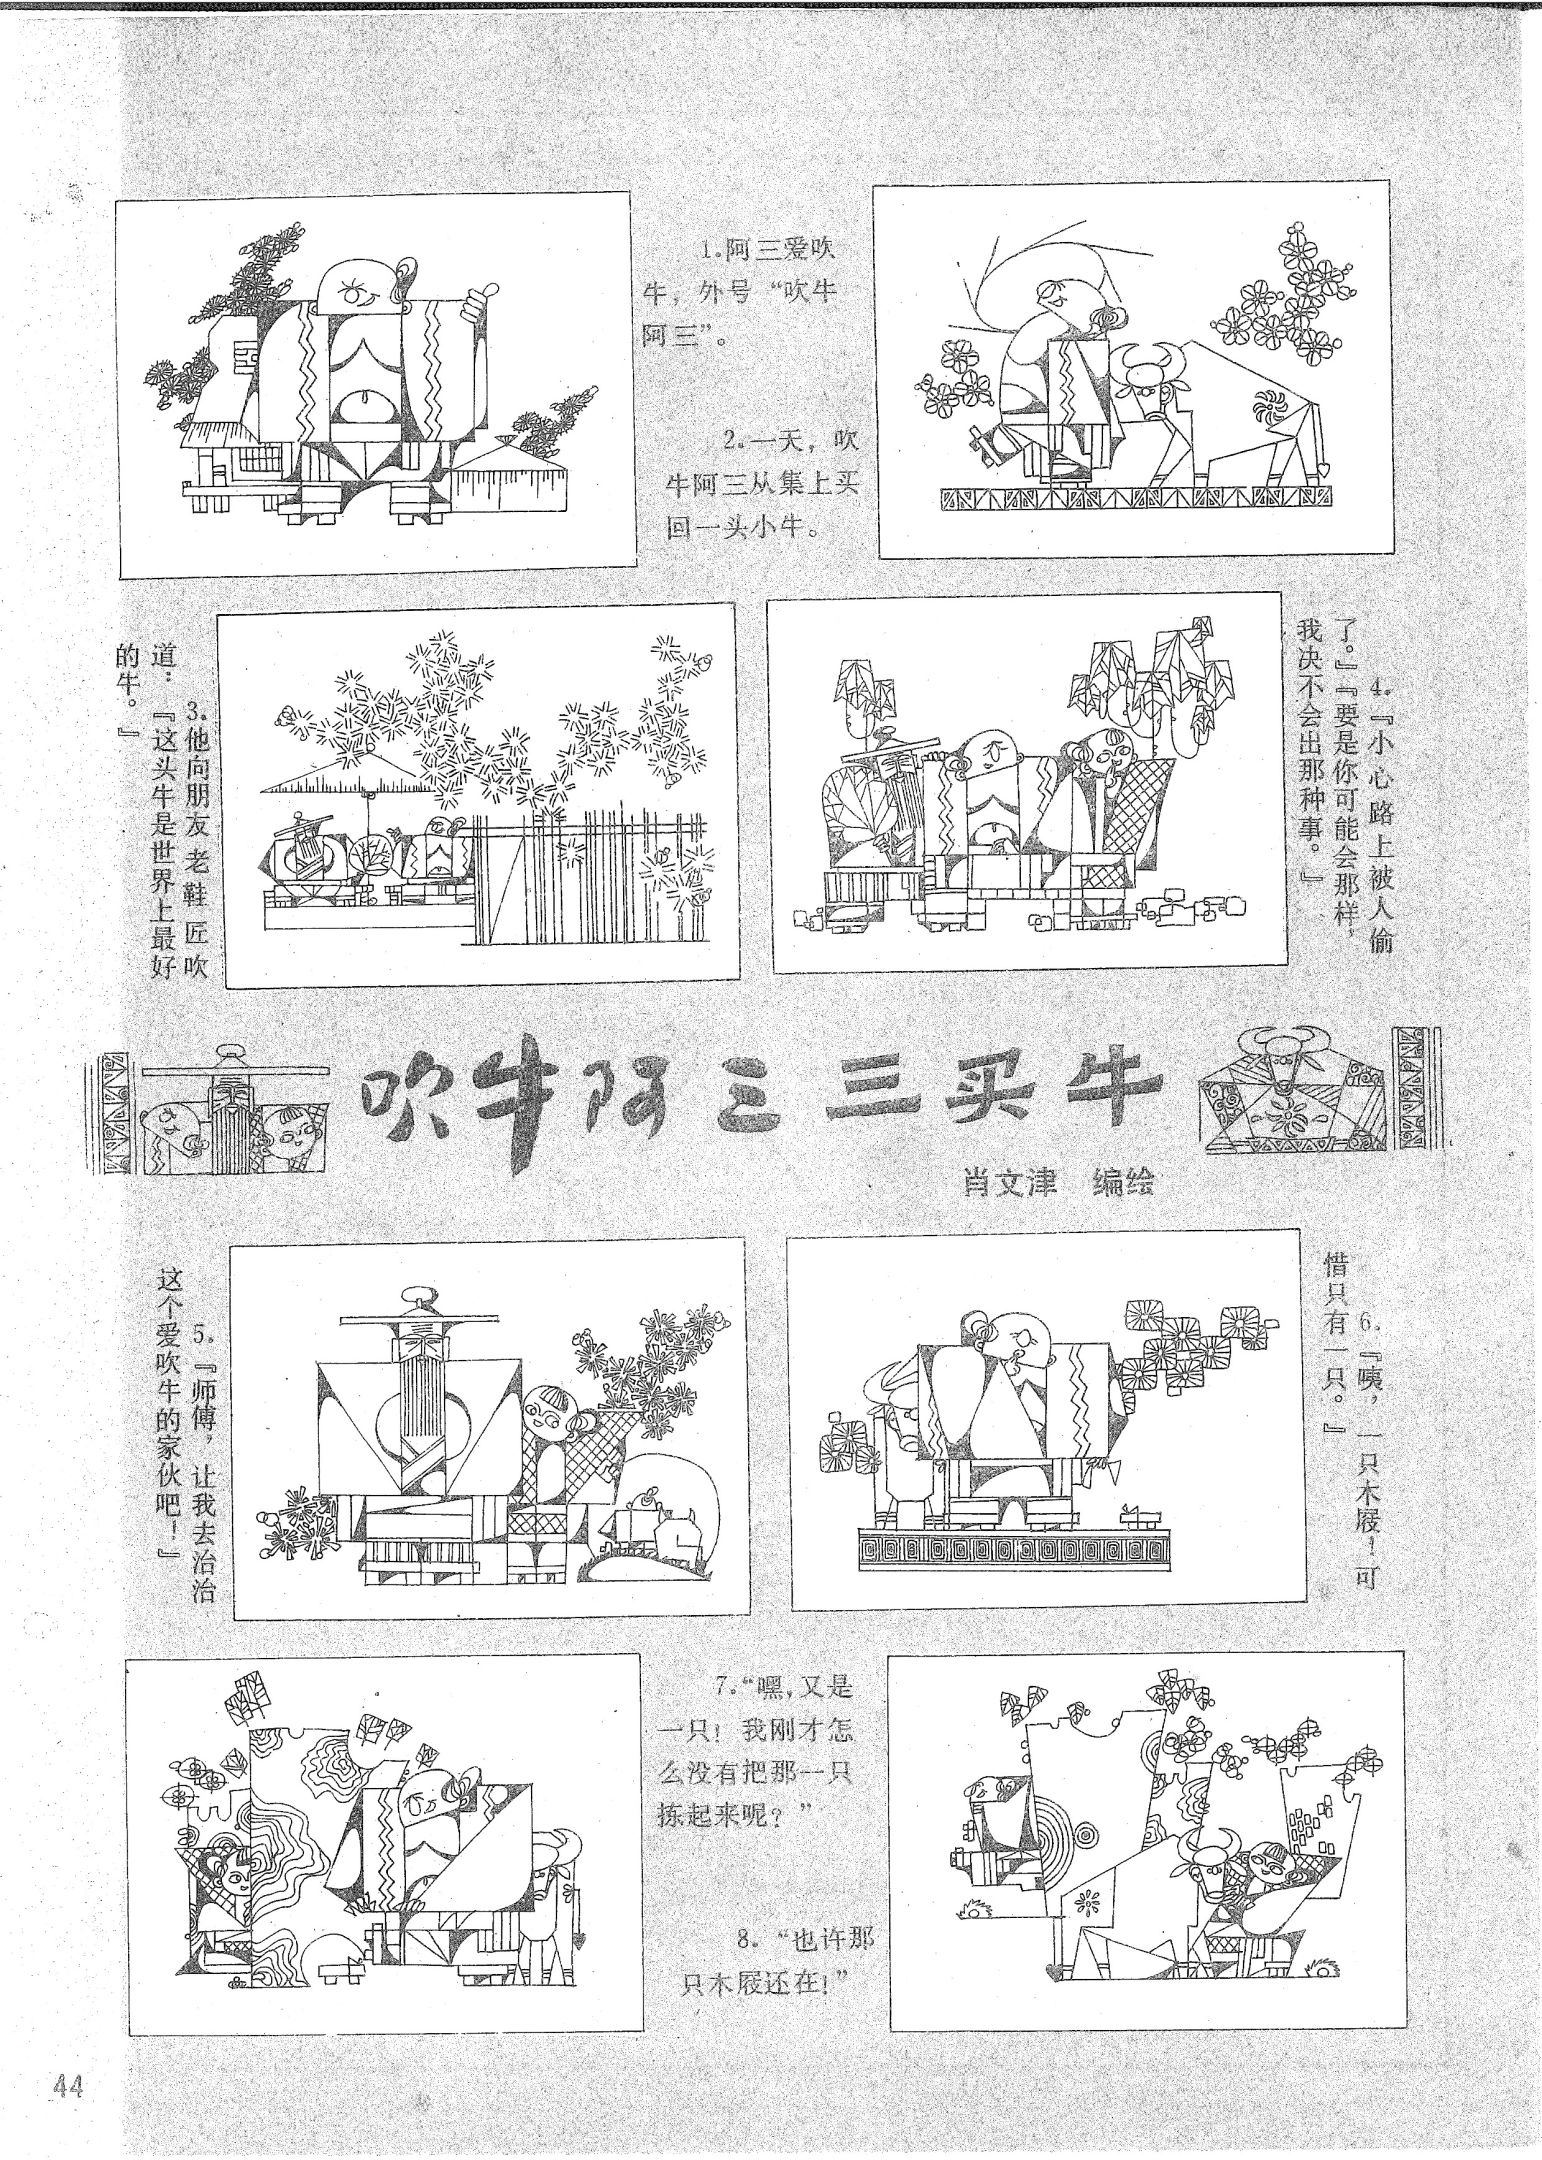 1.阿三爱吹
牛，外号“吹牛
阿三”。
2.一天，吹
牛阿三从集上买
回一头小牛。
3.他向朋友老鞋匠吹
道：『这头牛是世界上最好
的牛。』
4.『小心路上被人偷
了。』『要是你可能会那样，
我决不会出那种事。』
吹牛阿三三买牛
肖文津 编绘
5.『师傅，让我去治治
这个爱吹牛的家伙吧！』
6.『咦，一只木屐！可
惜只有一只。』
7.“嘿，又是
一只！我刚才怎
么没有把那一只
拣起来呢？”
8.“也许那
只木屐还在！”
44